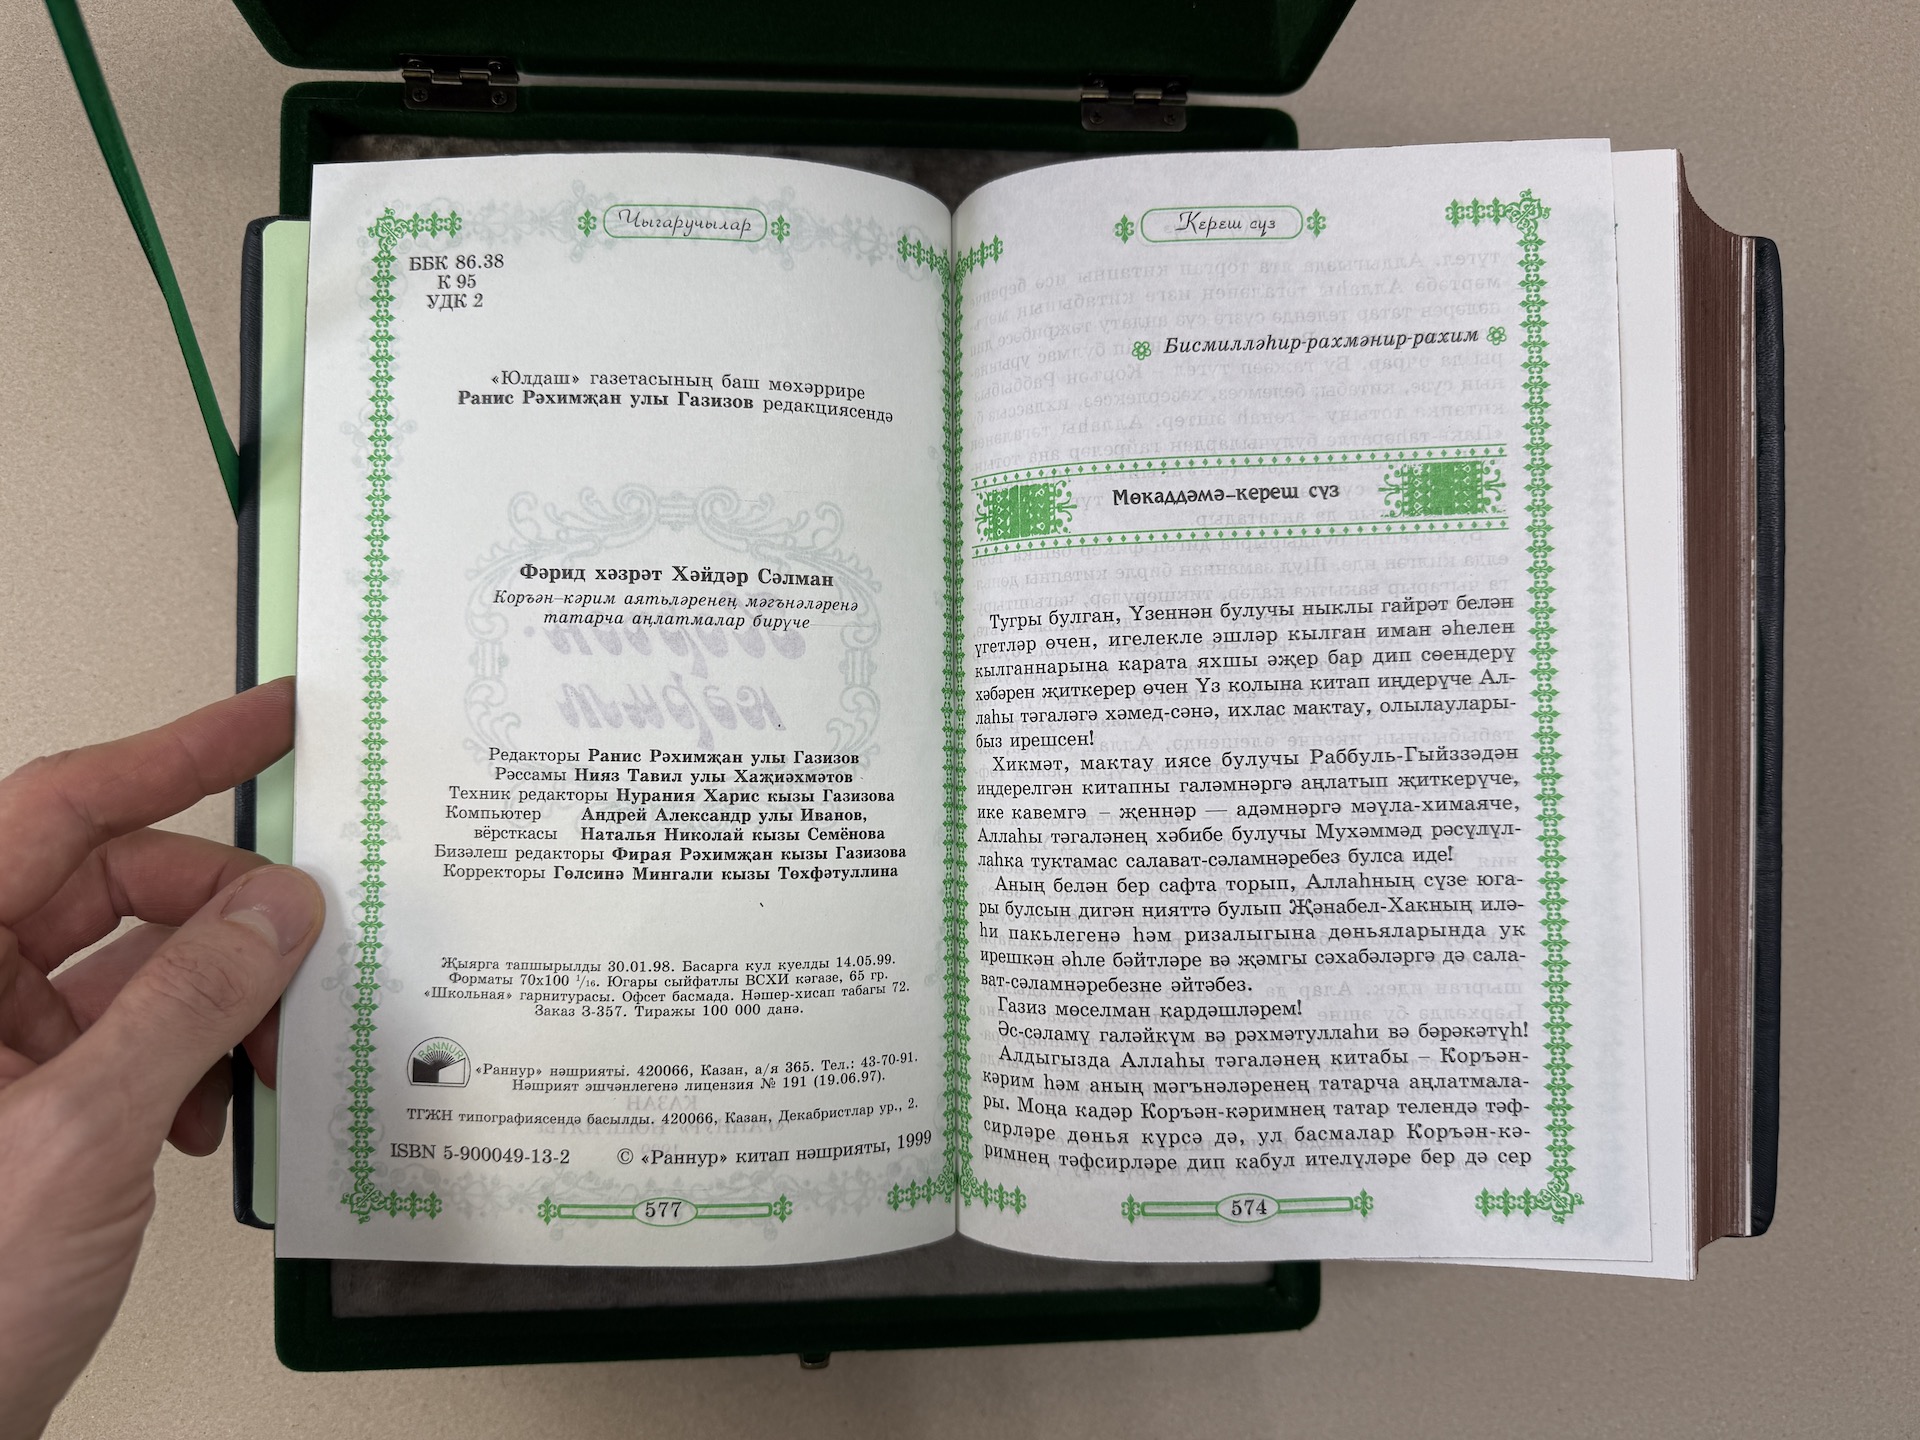 Чыгаручылар
ББК 86.38
К 95
УДК 2
«Юлдаш» газетасының баш мөхәррире
Ранис Рәхимҗан улы Газизов редакциясендә
Фәрид хәзрәт Хәйдәр Сәлман
Коръән-кәрим аятьләренең мәгънәләренә
татарча аңлатмалар бирүче
Редакторы Ранис Рәхимҗан улы Газизов
Рәссамы Нияз Тавил улы Хаҗиәхмәтов
Техник редакторы Нурания Харис кызы Газизова
Компьютер Андрей Александр улы Иванов,
вёрсткасы Наталья Николай кызы Семёнова
Бизәлеш редакторы Фирая Рәхимҗан кызы Газизова
Корректоры Гөлсинә Мингали кызы Төхфәтуллина
Җыярга тапшырылды 30.01.98. Басарга кул куелды 14.05.99.
Форматы 70х100 1/16. Югары сыйфатлы ВСХИ кәгазе, 65 гр.
«Школьная» гарнитурасы. Офсет басмада. Нәшер-хисап табагы 72.
Заказ З-357. Тиражы 100 000 данә.
RANNUR
«Раннур» нәшрияты. 420066, Казан, а/я 365. Тел.: 43-70-91.
Нәшрият эшчәнлегенә лицензия № 191 (19.06.97).
ТГЖН типографиясендә басылды. 420066, Казан, Декабристлар ур., 2.
ISBN 5-900049-13-2 © «Раннур» китап нәшрияты, 1999
577
Кереш сүз
Бисмилләһир-рахмәнир-рахим
Мөкаддәмә-кереш сүз
Тугры булган, Үзеннән булучы ныклы гайрәт белән
үгетләр өчен, игелекле эшләр кылган иман әһелен
кылганнарына карата яхшы әҗер бар дип сөендерү
хәбәрен җиткерер өчен Үз колына китап иңдерүче Ал-
лаһы тәгаләгә хәмед-сәнә, ихлас мактау, олылаулары-
быз ирешсен!
Хикмәт, мактау иясе булучы Раббуль-Гыйззәдән
иңдерелгән китапны галәмнәргә аңлатып җиткерүче,
ике кавемгә – җеннәр — адәмнәргә мәүла-химаяче,
Аллаһы тәгаләнең хәбибе булучы Мухәммәд рәсүлүл-
лаһка туктамас салават-сәламнәребез булса иде!
Аның белән бер сафта торып, Аллаһның сүзе юга-
ры булсын дигән нияттә булып Җәнабел-Хакның илә-
һи пакьлегенә һәм ризалыгына дөньяларында ук
ирешкән әһле бәйтләре вә җәмгы сәхабәләргә дә сала-
ват-сәламнәребезне әйтәбез.
Газиз мөселман кардәшләрем!
Әс-сәламү галәйкүм вә рәхмәтуллаһи вә бәрәкәтүһ!
Алдыгызда Аллаһы тәгаләнең китабы – Коръән-
кәрим һәм аның мәгънәләренең татарча аңлатмала-
ры. Моңа кадәр Коръән-кәримнең татар телендә тәф-
сирләре дөнья күрсә дә, ул басмалар Коръән-кә-
римнең тәфсирләре дип кабул ителүләре бер дә сер
574